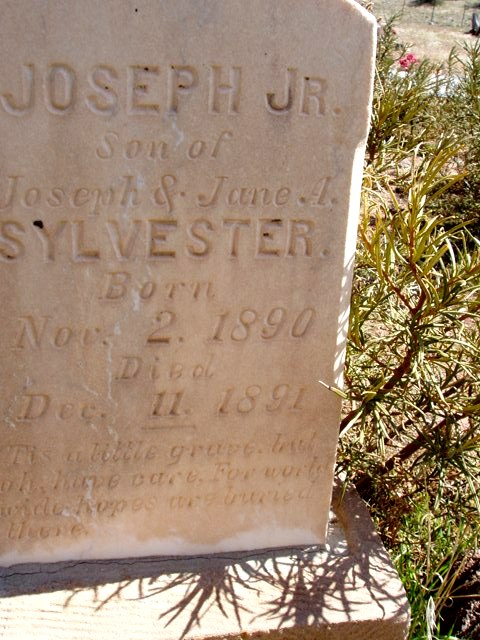 JOSEPH JR.
Son of
Joseph & Jane A.
SYLVESTER.
Born
Nov. 2. 1890
Died
Dec. 11. 1891
Tis a little grave, but
oh, have care, For world
wide hopes are buried
there.